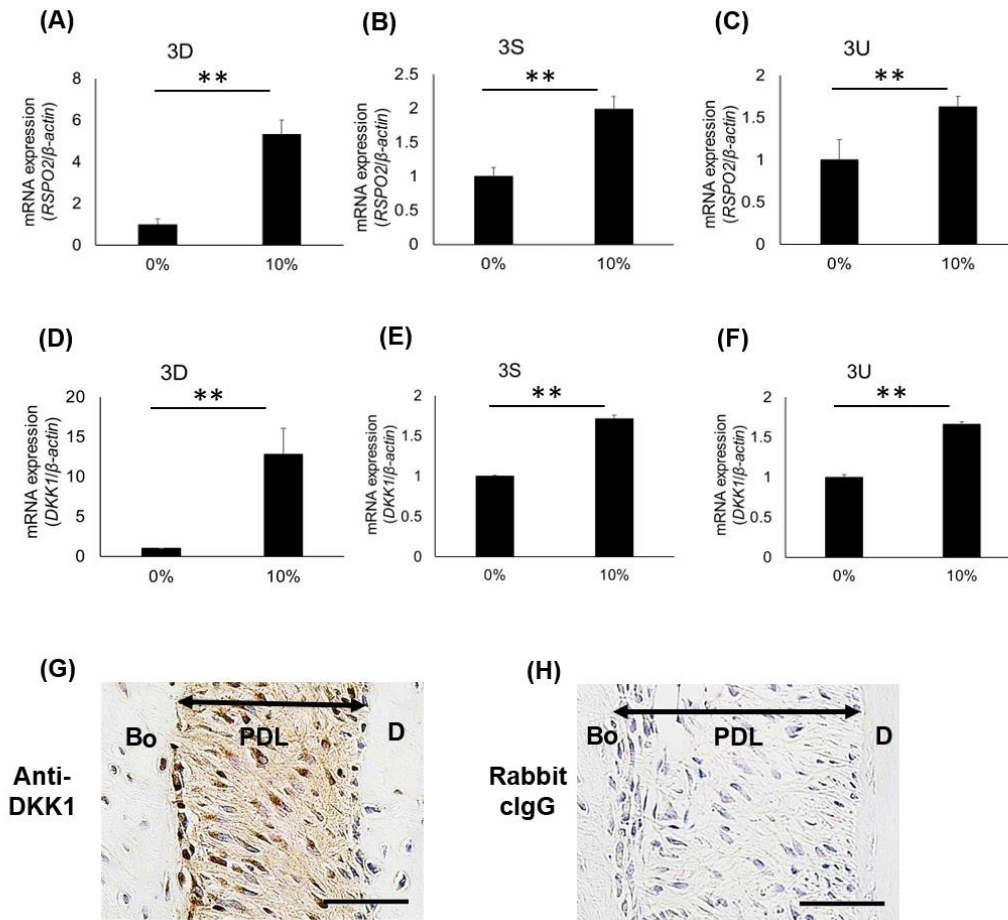 (A)
3D
**
mRNA expression
(RSPO2/β-actin)
8
6
4
2
0
0% 10%
(B)
3S
**
mRNA expression
(RSPO2/β-actin)
2.5
2
1.5
1
0.5
0
0% 10%
(C)
3U
**
mRNA expression
(RSPO2/β-actin)
2
1.5
1
0.5
0
0% 10%
(D)
3D
**
mRNA expression
(DKK1/β-actin)
20
15
10
5
0
0% 10%
(E)
3S
**
mRNA expression
(DKK1/β-actin)
2
1.5
1
0.5
0
0% 10%
(F)
3U
**
mRNA expression
(DKK1/β-actin)
2
1.5
1
0.5
0
0% 10%
(G)
Anti-
DKK1
Bo PDL D
(H)
Rabbit
cIgG
Bo PDL D